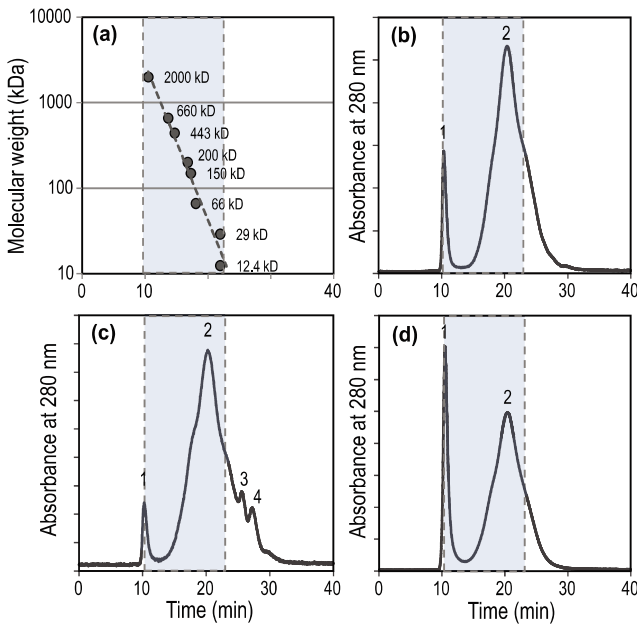 (a)
Molecular weight (kDa)
10000
1000
100
10
2000 kD
660 kD
443 kD
200 kD
150 kD
66 kD
29 kD
12.4 kD
10 20 40
(b)
Absorbance at 280 nm
1
2
0 10 20 30 40
(c)
Absorbance at 280 nm
1
2
3
4
0 10 20 30 40
Time (min)
(d)
Absorbance at 280 nm
1
2
0 10 20 30 40
Time (min)